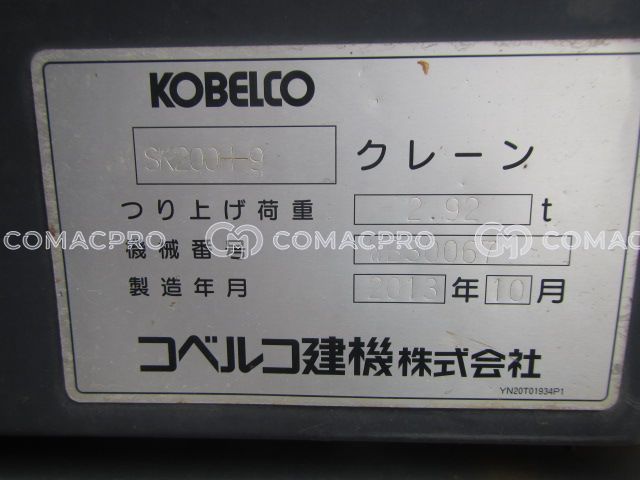 KOBELCO
SK200-9 クレーン
つり上げ荷重 2.92 t
COMACPRO COMACPRO COMACPRO
機械番号
製造年月 2013 年 10 月
コベルコ建機株式会社
YN20T01934P1